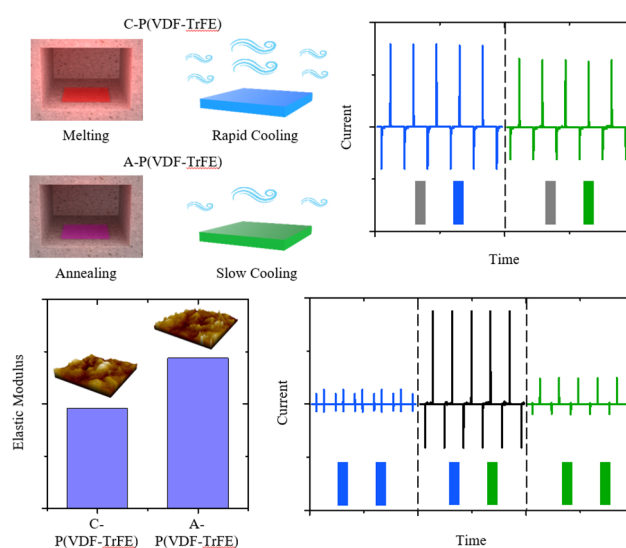 C-P(VDF-TrFE)
Melting
Rapid Cooling
A-P(VDF-TrFE)
Annealing
Slow Cooling
Current
Time
Elastic Modulus
C-
P(VDF-TrFE)
A-
P(VDF-TrFE)
Current
Time